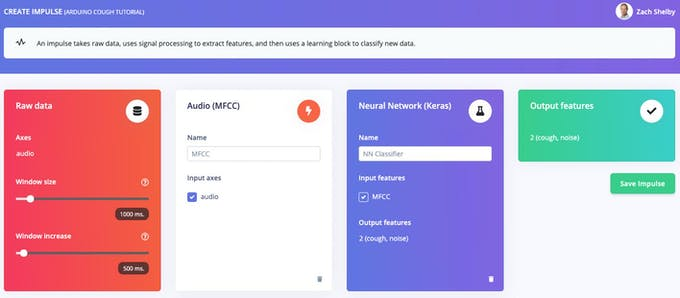 CREATE IMPULSE (ARDUINO COUGH TUTORIAL)
Zach Shelby
An impulse takes raw data, uses signal processing to extract features, and then uses a learning block to classify new data.
Raw data
Axes
audio
Window size
1000 ms.
Window increase
500 ms.
Audio (MFCC)
Name
MFCC
Input axes
audio
Neural Network (Keras)
Name
NN Classifier
Input features
MFCC
Output features
2 (cough, noise)
Output features
2 (cough, noise)
Save Impulse